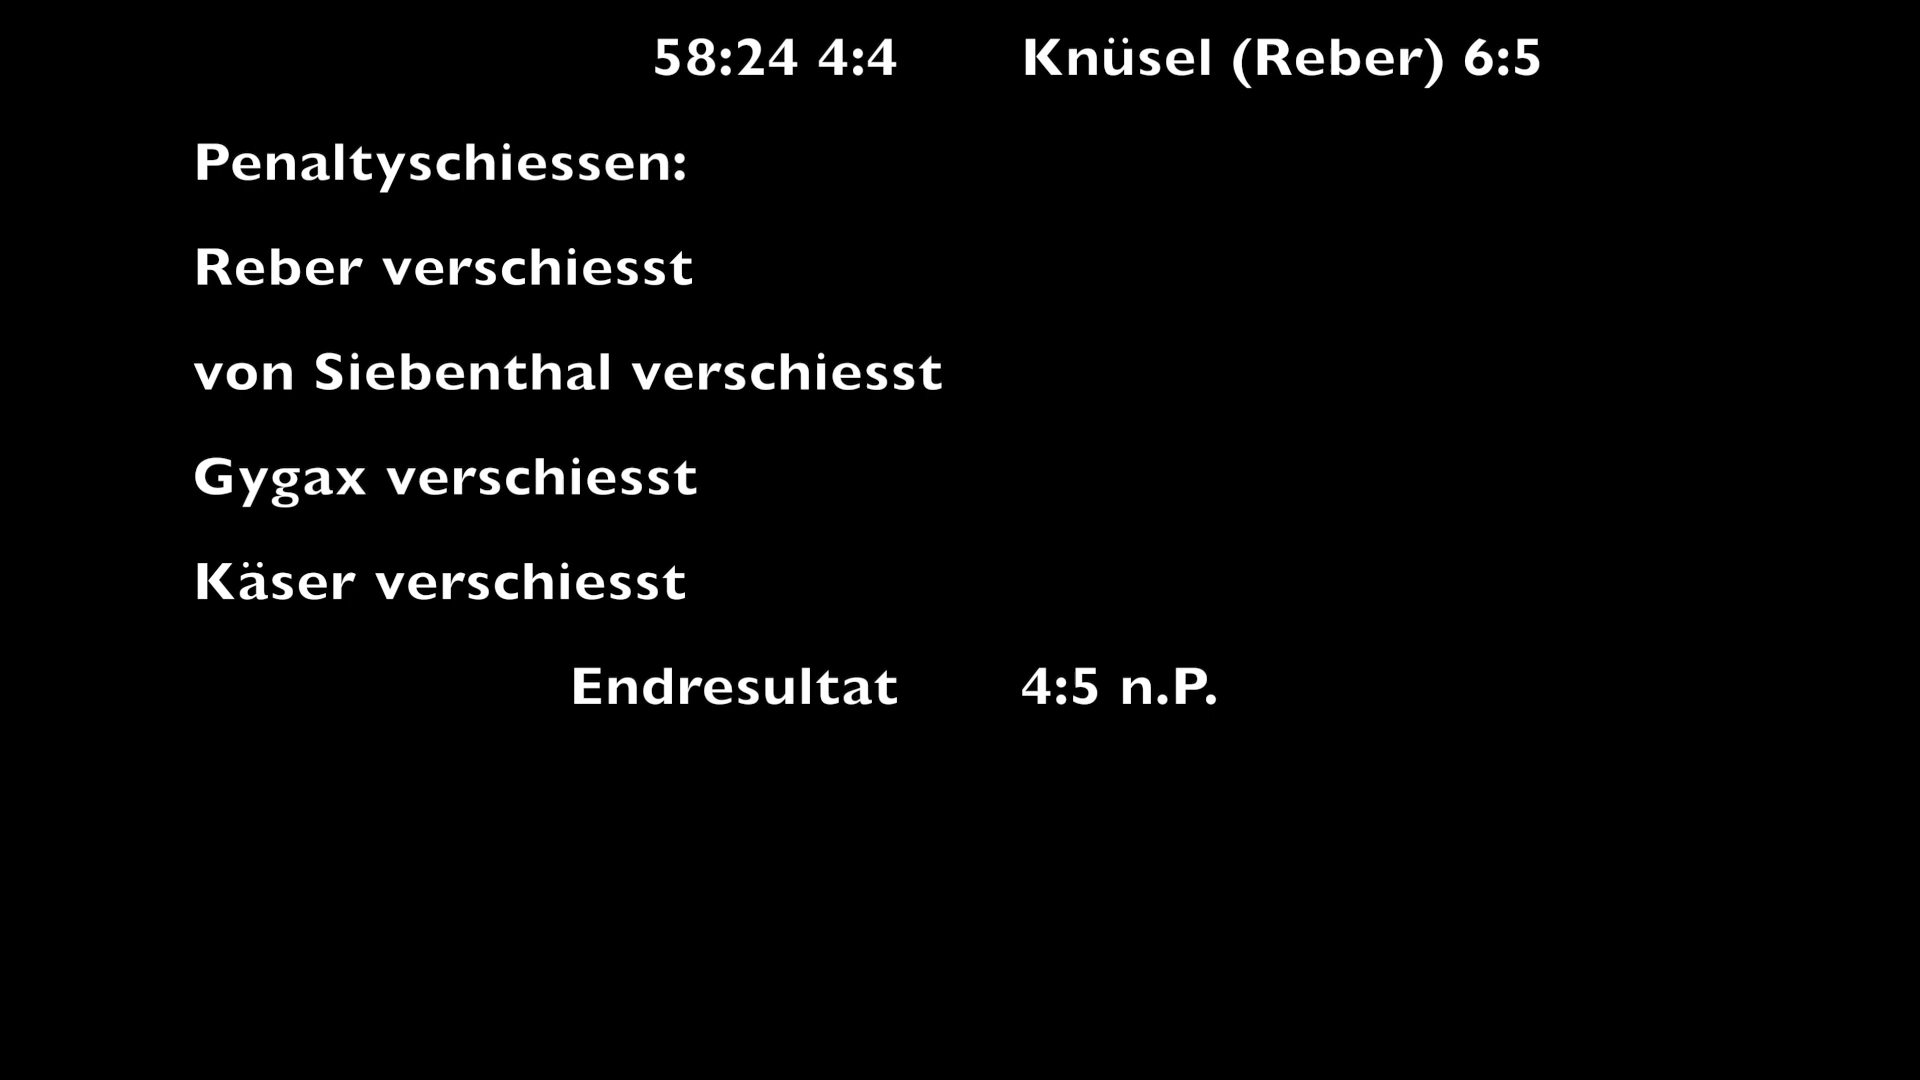 58:24 4:4 Knüsel (Reber) 6:5
Penaltyschiessen:
Reber verschiesst
von Siebenthal verschiesst
Gygax verschiesst
Käser verschiesst
Endresultat 4:5 n.P.